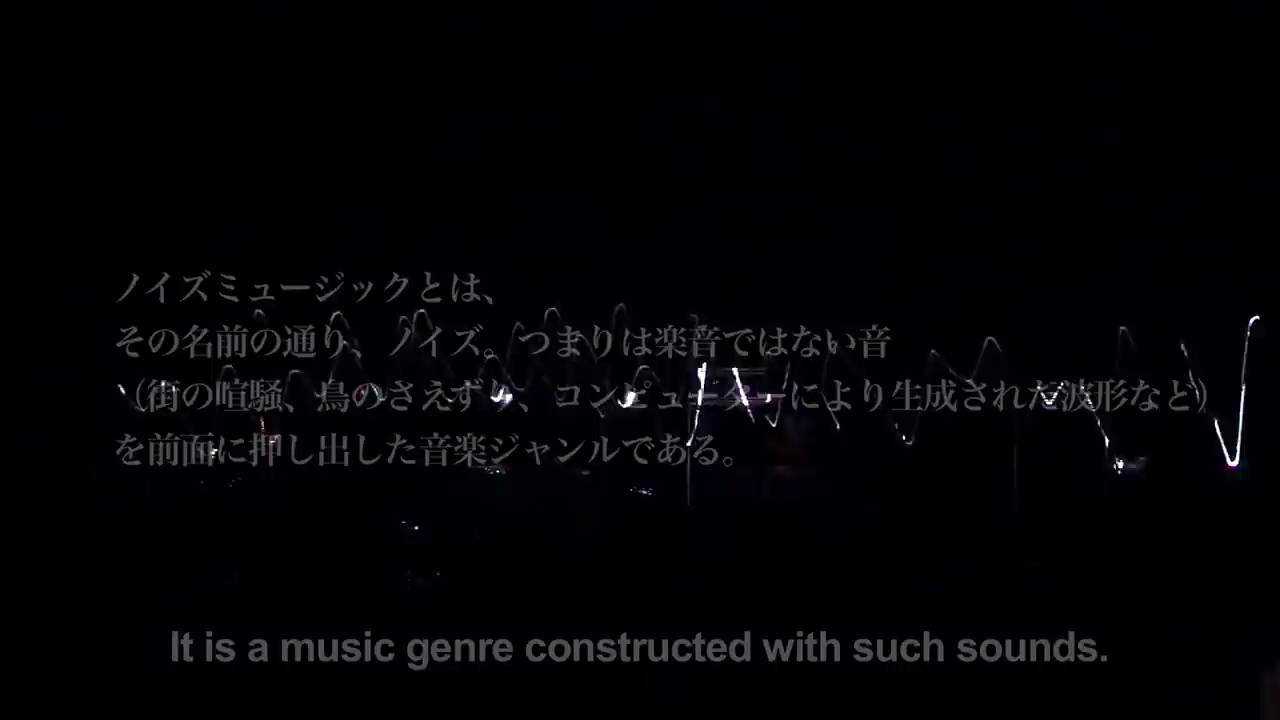 ノイズミュージックとは、
その名前の通り、ノイズ。つまりは楽音ではない音
（街の喧騒、鳥のさえずり、コンピューターにより生成された波形など）
を前面に押し出した音楽ジャンルである。
It is a music genre constructed with such sounds.